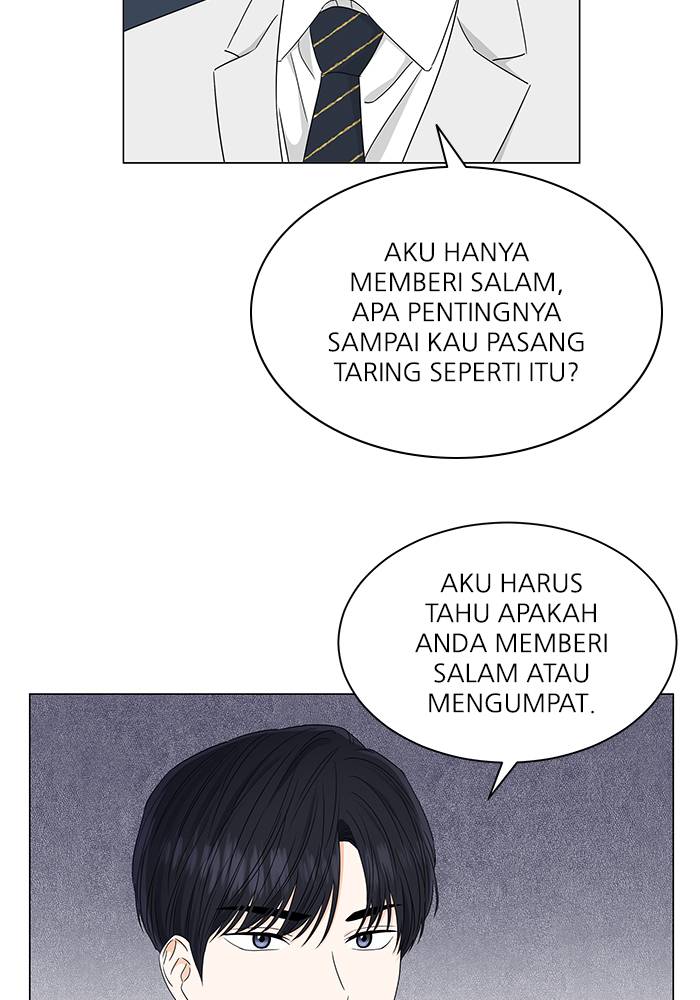 AKU HANYA
MEMBERI SALAM,
APA PENTINGNYA
SAMPAI KAU PASANG
TARING SEPERTI ITU?
AKU HARUS
TAHU APAKAH
ANDA MEMBERI
SALAM ATAU
MENGUMPAT.